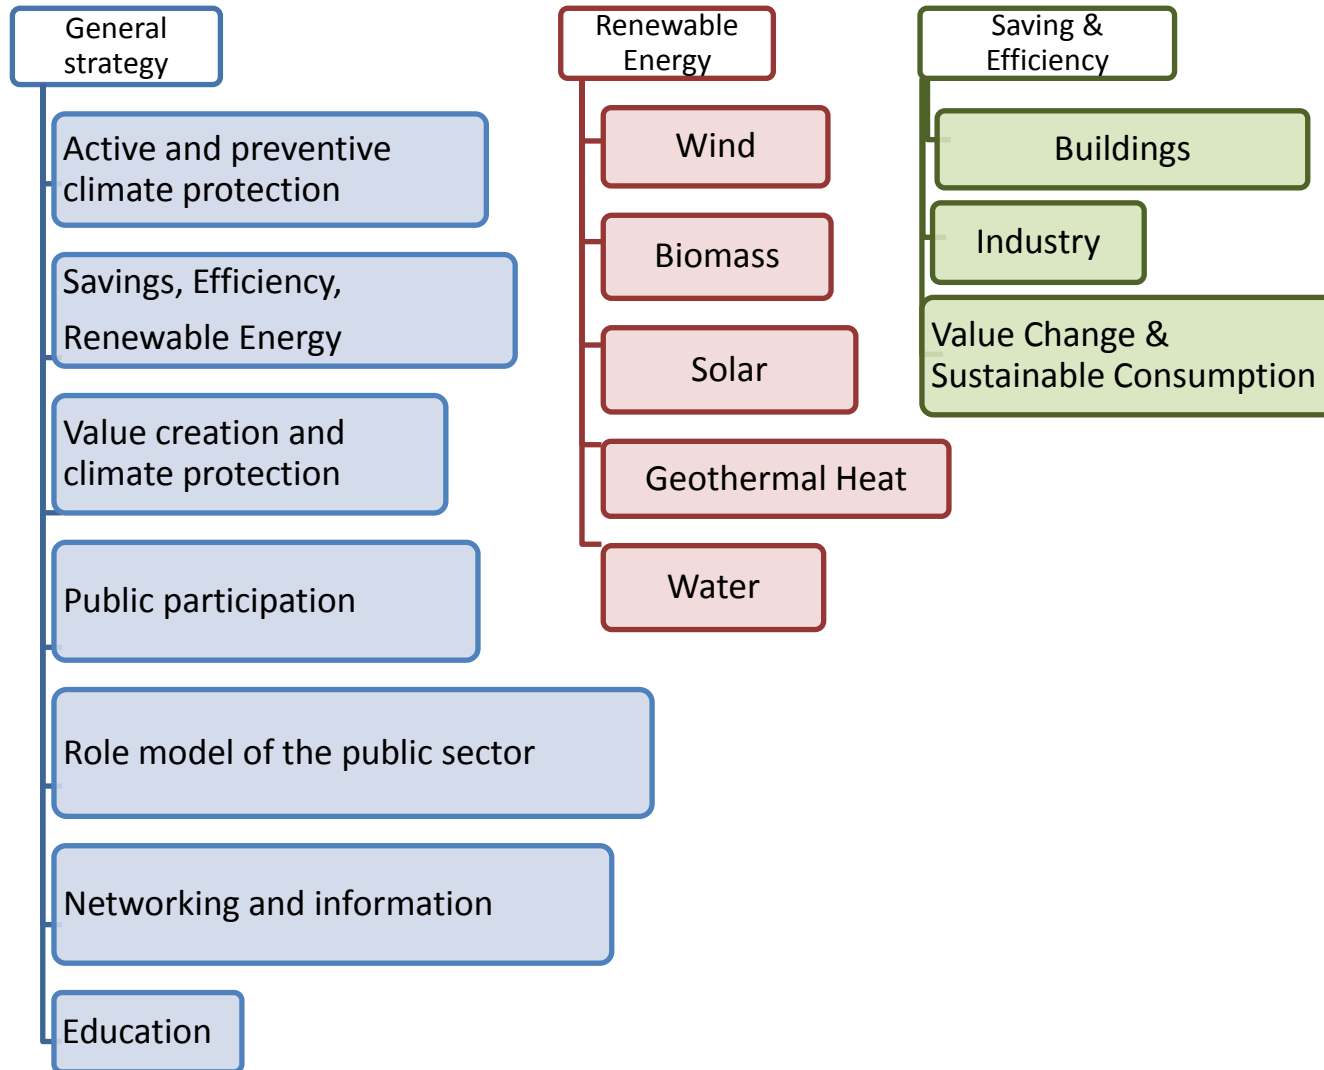 General
strategy
Active and preventive
climate protection
Savings, Efficiency,
Renewable Energy
Value creation and
climate protection
Public participation
Role model of the public sector
Networking and information
Education
Renewable
Energy
Wind
Biomass
Solar
Geothermal Heat
Water
Saving &
Efficiency
Buildings
Industry
Value Change &
Sustainable Consumption